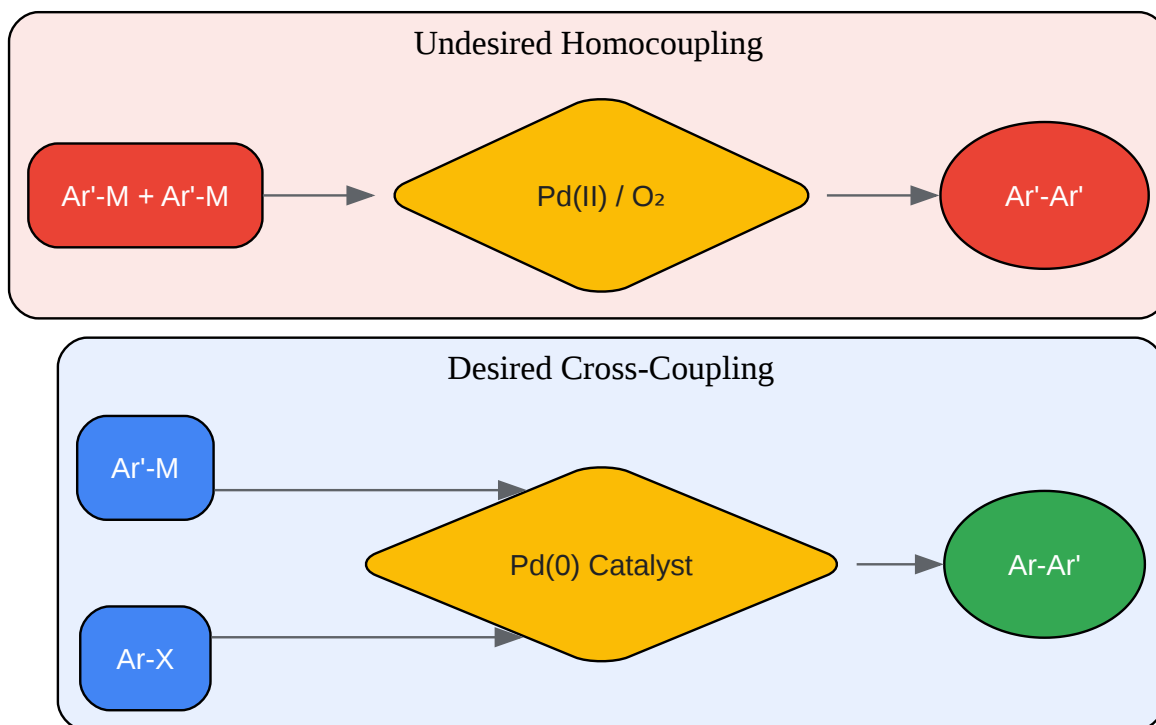 Undesired Homocoupling
Ar'-M + Ar'-M
Pd(II) / O₂
Ar'-Ar'
Desired Cross-Coupling
Ar'-M
Ar-X
Pd(0) Catalyst
Ar-Ar'